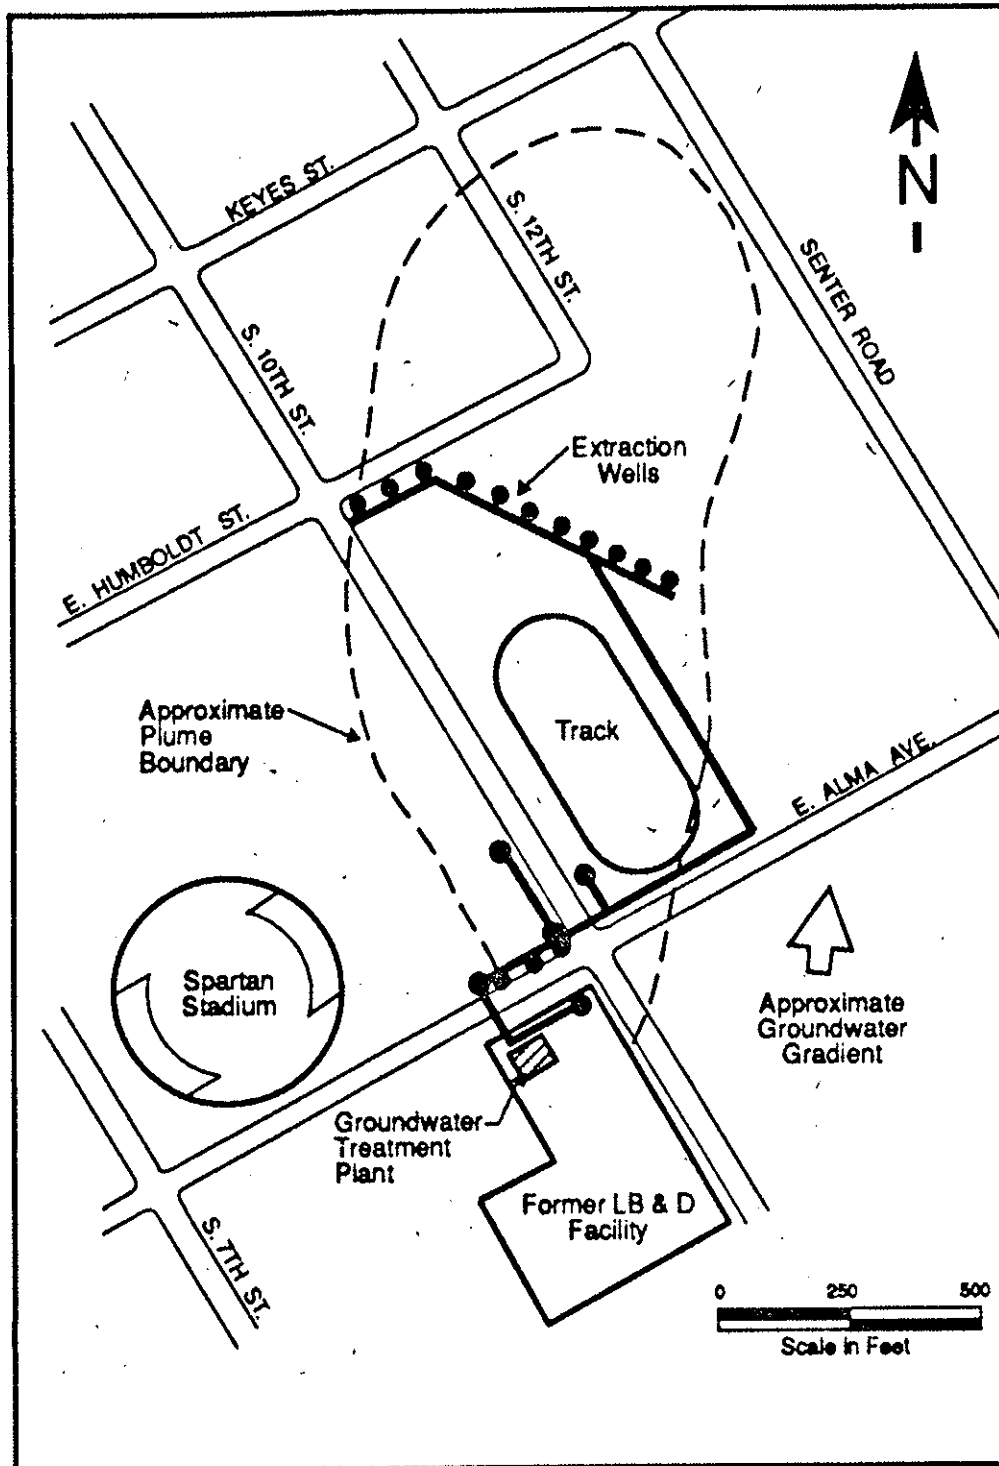 N
KEYES ST.
S. 12TH ST.
SENTER ROAD
S. 10TH ST.
Extraction
Wells
E. HUMBOLDT ST.
Approximate
Plume
Boundary
Track
E. ALMA AVE.
Spartan
Stadium
Approximate
Groundwater
Gradient
Groundwater
Treatment
Plant
Former LB & D
Facility
S. 7TH ST.
0 250 500
Scale in Feet